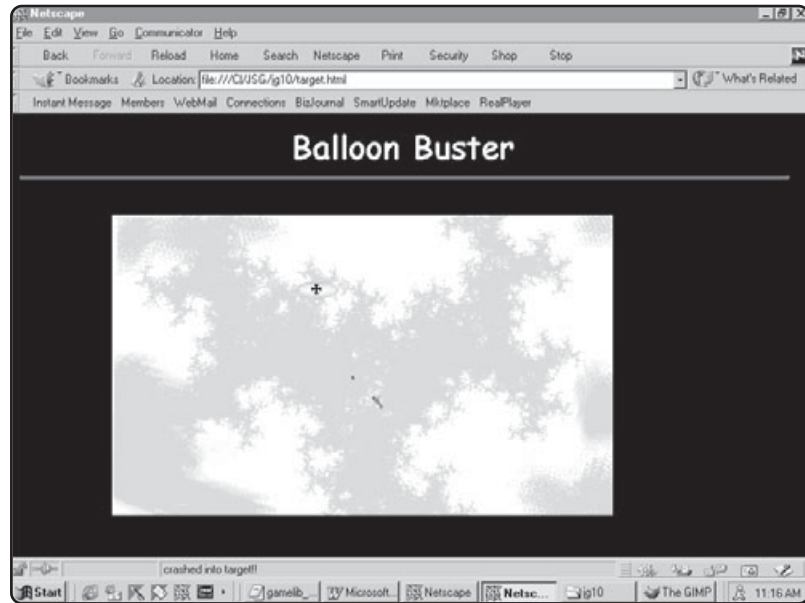 Netscape
File Edit View Go Communicator Help
Back Forward Reload Home Search Netscape Print Security Shop Stop
Bookmarks Location: file:///C|/JSG/jg10/target.html What's Related
Instant Message Members WebMail Connections BizJournal SmartUpdate Mktplace RealPlayer
Balloon Buster
crashed into target!!
Start gamelib_... Microsoft... Netscape Netsc... jg10 The GIMP 11:16 AM